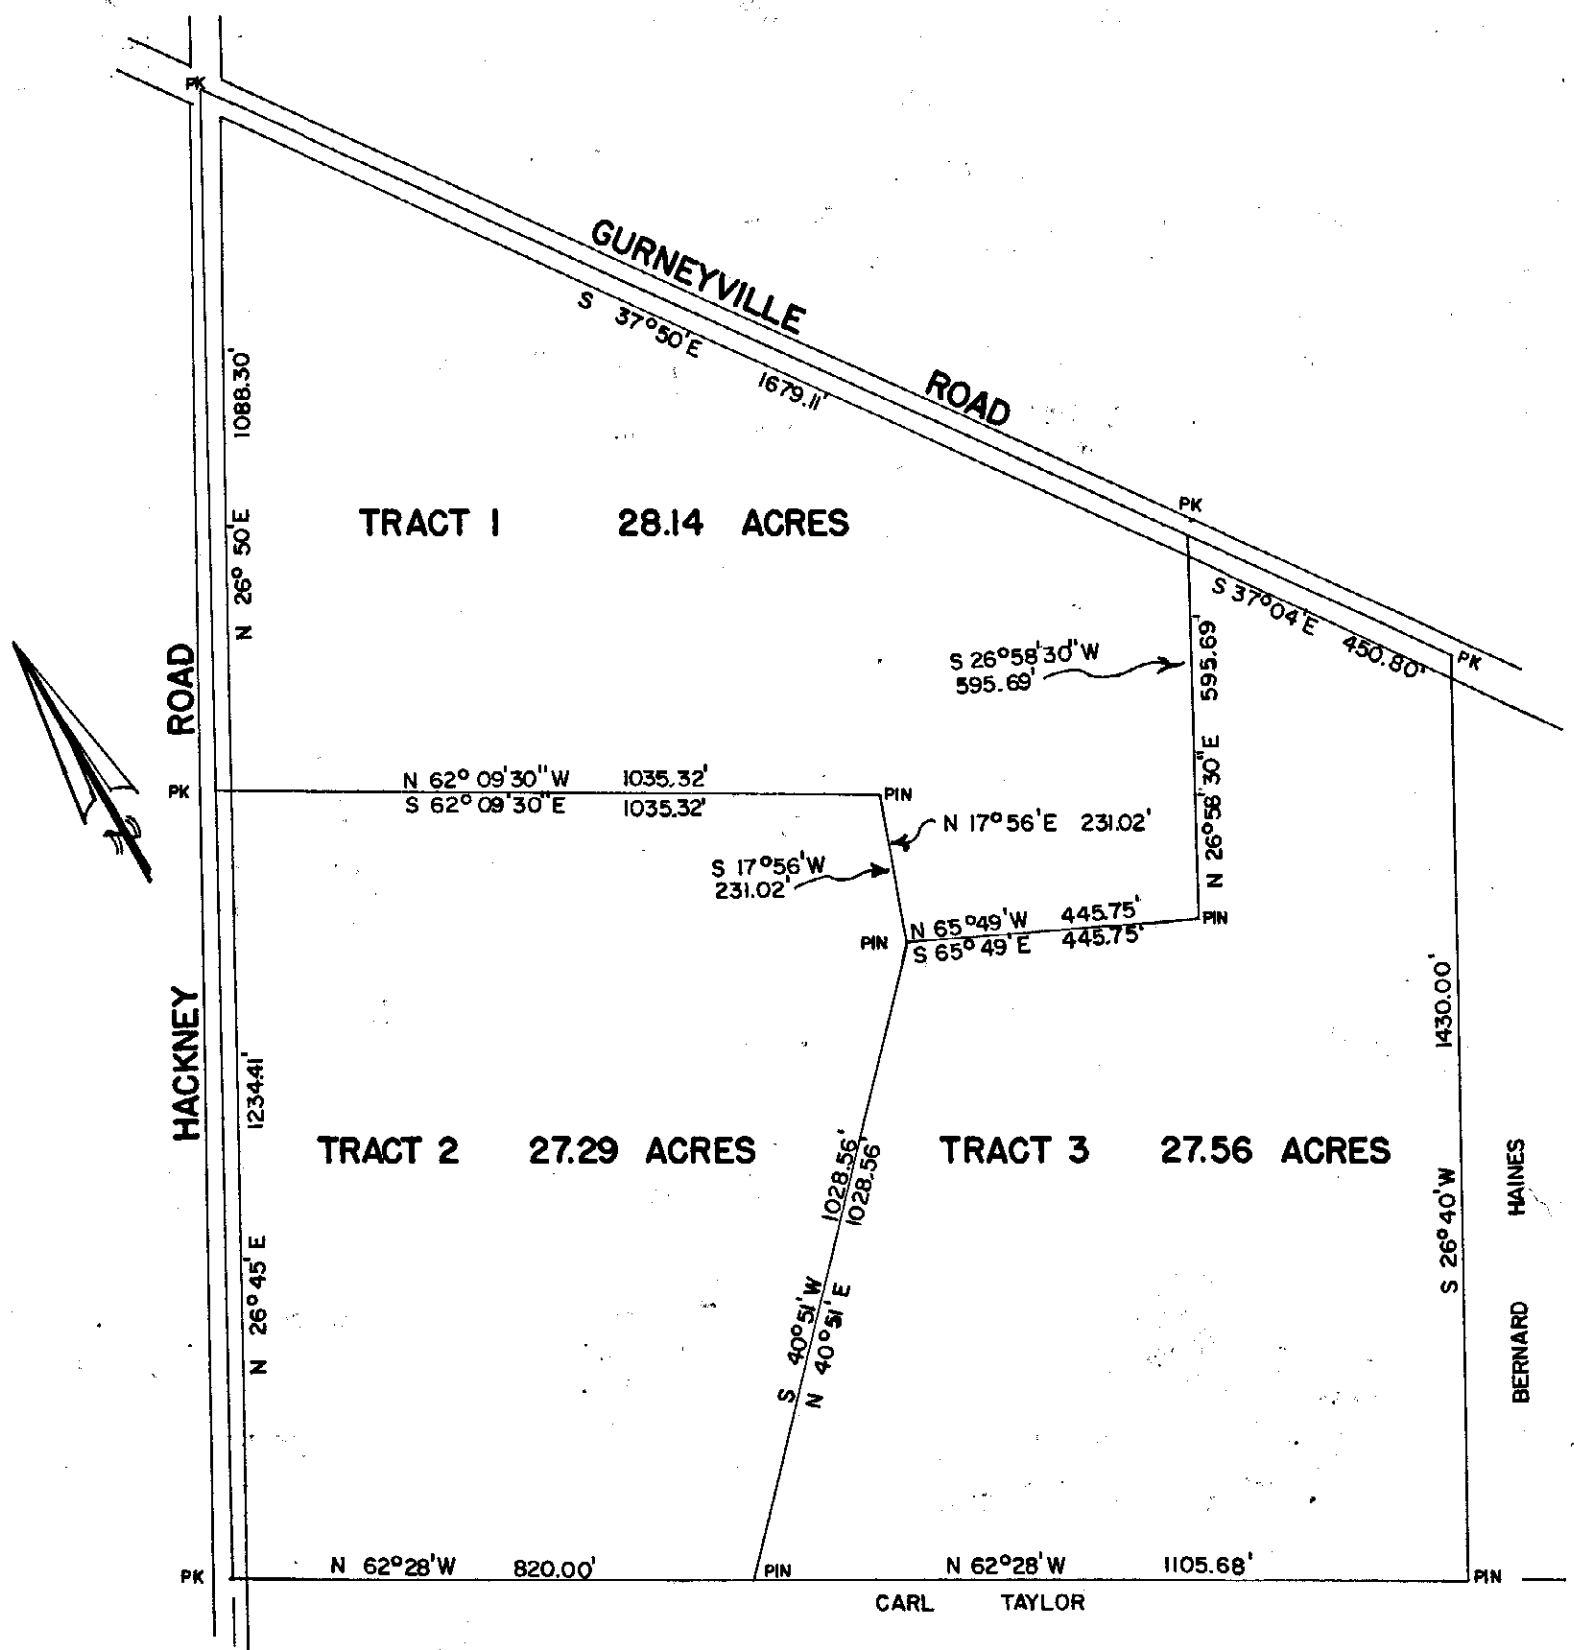 PK
GURNEYVILLE ROAD
S 37°50'E 1679.11'
1088.30'
N 26° 50'E
TRACT 1 28.14 ACRES
PK
S 37°04'E 450.80'
PK
S 26°58'30"W
595.69'
595.69'
N 26°58'30"E
HACKNEY ROAD
PK
N 62° 09'30"W 1035.32'
S 62° 09'30"E 1035.32'
PIN
N 17°56'E 231.02'
S 17°56'W
231.02'
PIN
N 65°49'W 445.75'
S 65°49'E 445.75'
PIN
1430.00'
S 26°40'W
1234.41'
N 26°45'E
TRACT 2 27.29 ACRES
1028.56'
1028.56'
S 40°51'W
N 40°51'E
TRACT 3 27.56 ACRES
BERNARD HAINES
PK
N 62°28'W 820.00'
PIN
N 62°28'W 1105.68'
PIN
CARL TAYLOR